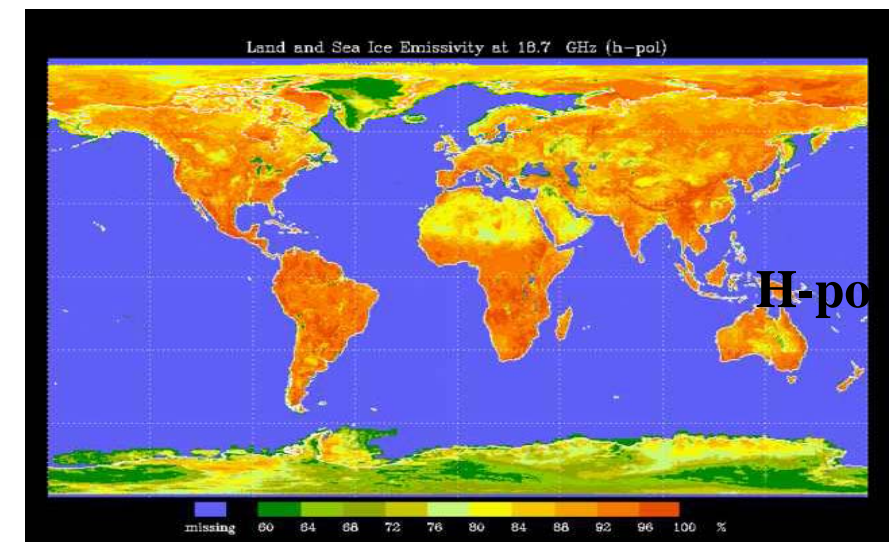 Land and Sea Ice Emissivity at 18.7 GHz (h-pol)
H-po
missing 60 64 68 72 76 80 84 88 92 96 100 %